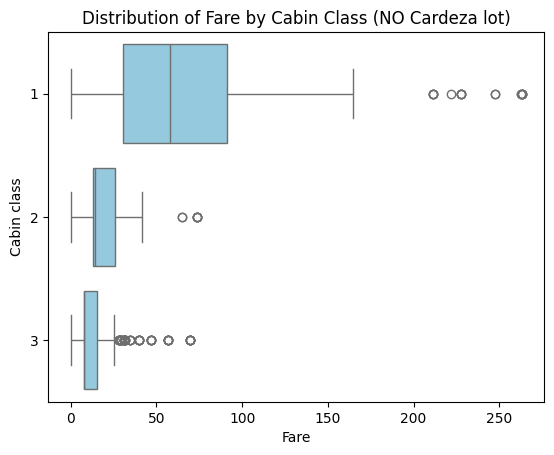 Distribution of Fare by Cabin Class (NO Cardeza lot)
1
2
3
Cabin class
0 50 100 150 200 250
Fare